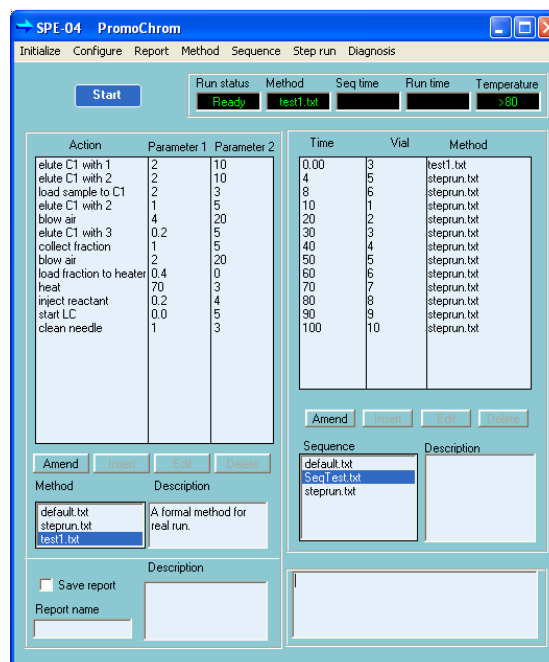 SPE-04 PromoChrom
Initialize Configure Report Method Sequence Step run Diagnosis
Start
Run status Method Seq time Run time Temperature
Ready test1.txt >80
Action Parameter 1 Parameter 2
elute C1 with 1 2 10
elute C1 with 2 2 10
load sample to C1 2 3
elute C1 with 2 1 5
blow air 4 20
elute C1 with 3 0.2 5
collect fraction 1 5
blow air 2 20
load fraction to heater 0.4 0
heat 70 3
inject reactant 0.2 4
start LC 0.0 5
clean needle 1 3
Amend Insert Edit Delete
Method Description
default.txt
steprun.txt
test1.txt
A formal method for
real run.
Save report
Report name
Description
Time Vial Method
0.00 3 test1.txt
4 5 steprun.txt
8 6 steprun.txt
10 1 steprun.txt
20 2 steprun.txt
30 3 steprun.txt
40 4 steprun.txt
50 5 steprun.txt
60 6 steprun.txt
70 7 steprun.txt
80 8 steprun.txt
90 9 steprun.txt
100 10 steprun.txt
Amend Insert Edit Delete
Sequence Description
default.txt
SeqTest.txt
steprun.txt